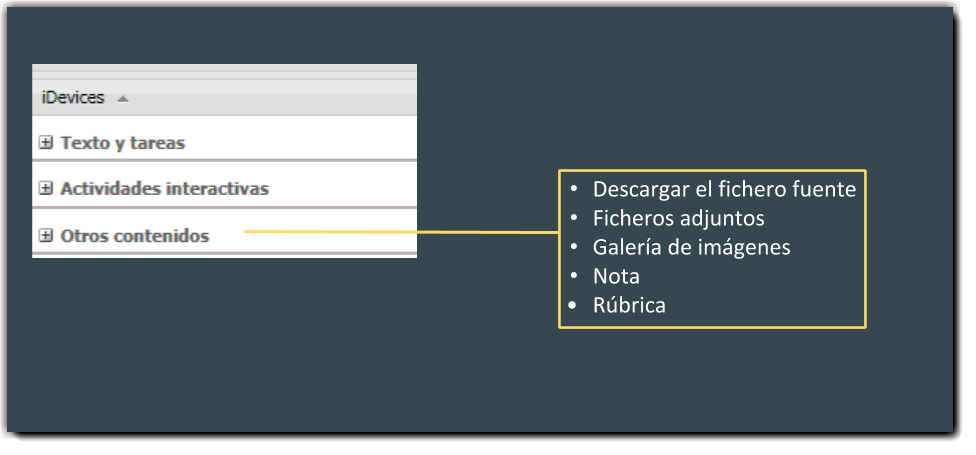 iDevices
Texto y tareas
Actividades interactivas
Otros contenidos
• Descargar el fichero fuente
• Ficheros adjuntos
• Galería de imágenes
• Nota
• Rúbrica